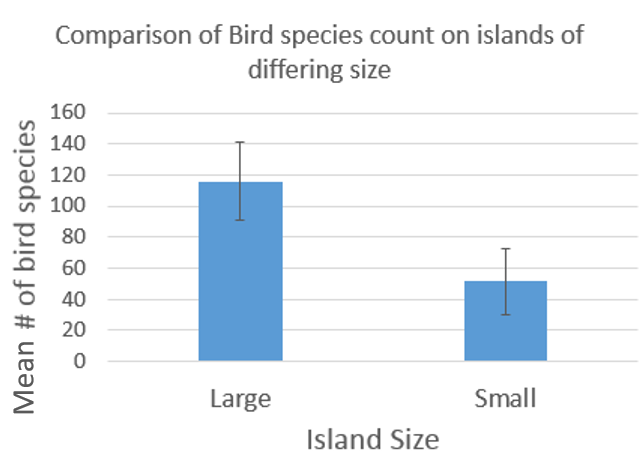 Comparison of Bird species count on islands of
differing size
Mean # of bird species
160
140
120
100
80
60
40
20
0
Large
Small
Island Size